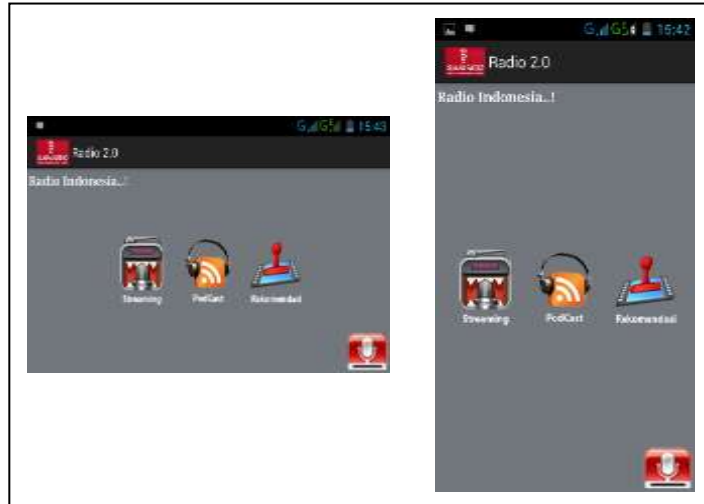 15:43
Radio 2.0
Radio Indonesia..!
Streaming
PodCast
Rekomendasi
15:42
Radio 2.0
Radio Indonesia..!
Streaming
PodCast
Rekomendasi